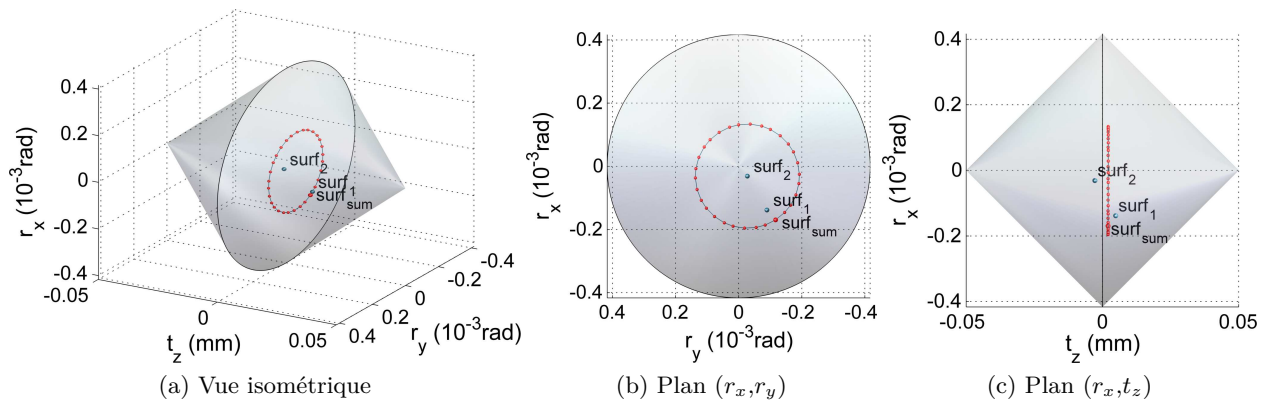 0.4
0.2
0
-0.2
-0.4
r_x (10^-3rad)
-0.05
0
0.05
t_z (mm)
0.4
0.2
0
-0.2
-0.4
r_y (10^-3rad)
surf_2
surf_1
surf_sum
(a) Vue isométrique
0.4
0.2
0
-0.2
-0.4
r_x (10^-3rad)
surf_2
surf_1
surf_sum
0.4
0.2
0
-0.2
-0.4
r_y (10^-3rad)
(b) Plan (r_x,r_y)
0.4
0.2
0
-0.2
-0.4
r_x (10^-3rad)
surf_2
surf_1
surf_sum
-0.05
0
0.05
t_z (mm)
(c) Plan (r_x,t_z)